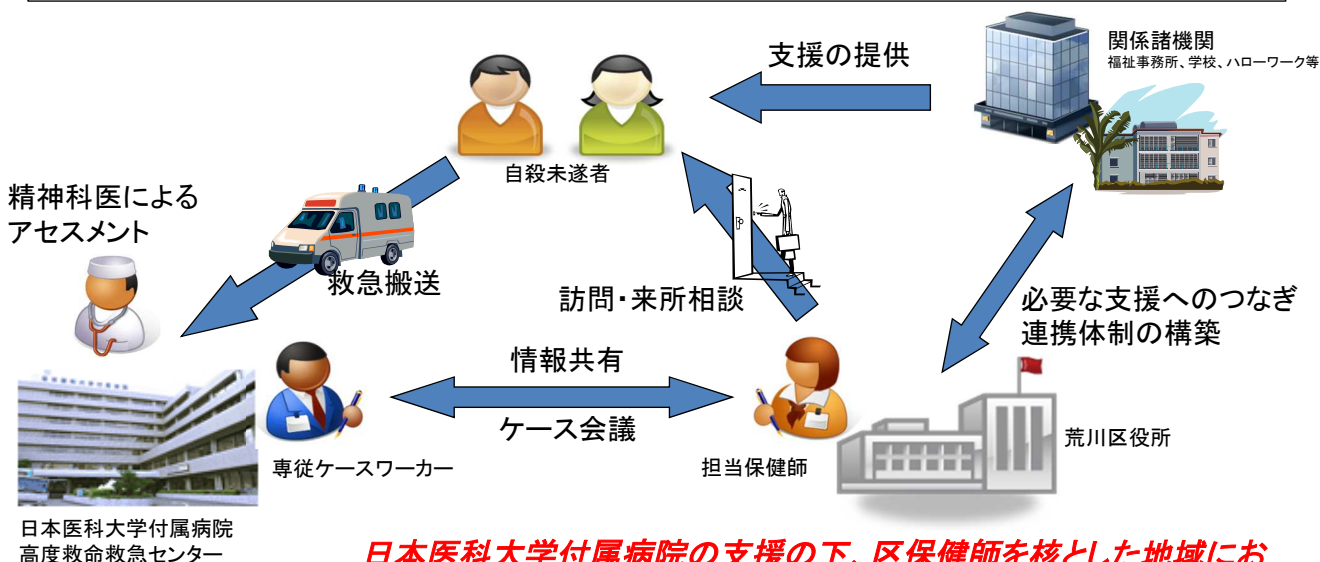 支援の提供
関係諸機関
福祉事務所、学校、ハローワーク等
自殺未遂者
精神科医による
アセスメント
救急搬送
訪問・来所相談
必要な支援へのつなぎ
連携体制の構築
情報共有
ケース会議
専従ケースワーカー
担当保健師
荒川区役所
日本医科大学付属病院
高度救命救急センター
日本医科大学付属病院の支援の下、区保健師を核とした地域にお